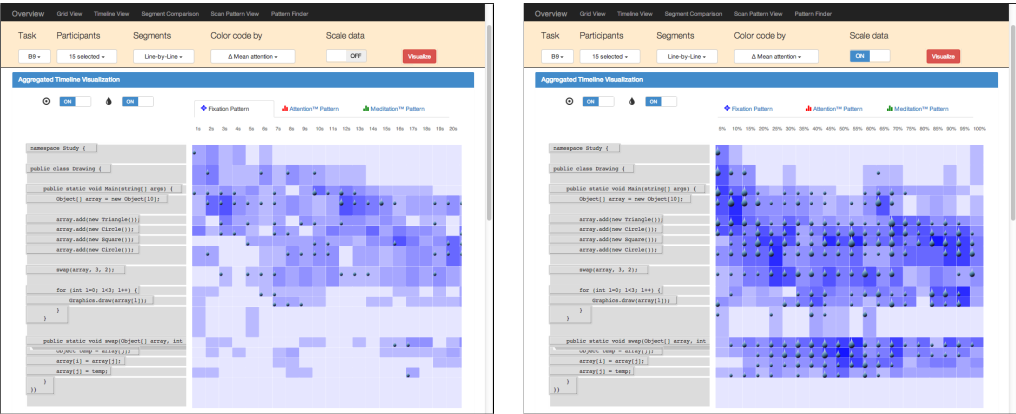 Overview Grid View Timeline View Segment Comparison Scan Pattern View Pattern Finder
Task Participants Segments Color code by Scale data
B9 15 selected Line-by-Line Δ Mean attention OFF Visualize
Aggregated Timeline Visualization
ON ON
Fixation Pattern Attention™ Pattern Meditation™ Pattern
1s 2s 3s 4s 5s 6s 7s 8s 9s 10s 11s 12s 13s 14s 15s 16s 17s 18s 19s 20s
namespace Study {
public class Drawing {
public static void Main(string[] args) {
Object[] array = new Object[10];
array.add(new Triangle());
array.add(new Circle());
array.add(new Square());
array.add(new Circle());
swap(array, 3, 2);
for (int i=0; i<3; i++) {
Graphics.draw(array[i]);
}
}
public static void swap(Object[] array, int
Object temp = array[j];
array[i] = array[j];
array[j] = temp;
}
}}
Overview Grid View Timeline View Segment Comparison Scan Pattern View Pattern Finder
Task Participants Segments Color code by Scale data
B9 15 selected Line-by-Line Δ Mean attention ON Visualize
Aggregated Timeline Visualization
ON ON
Fixation Pattern Attention™ Pattern Meditation™ Pattern
5% 10% 15% 20% 25% 30% 35% 40% 45% 50% 55% 60% 65% 70% 75% 80% 85% 90% 95% 100%
namespace Study {
public class Drawing {
public static void Main(string[] args) {
Object[] array = new Object[10];
array.add(new Triangle())
array.add(new Circle());
array.add(new Square());
array.add(new Circle());
swap(array, 3, 2);
for (int i=0; i<3; i++) {
Graphics.draw(array[i]);
}
}
public static void swap(Object[] array, int
Object temp = array[j];
array[i] = array[j];
array[j] = temp;
}
}}